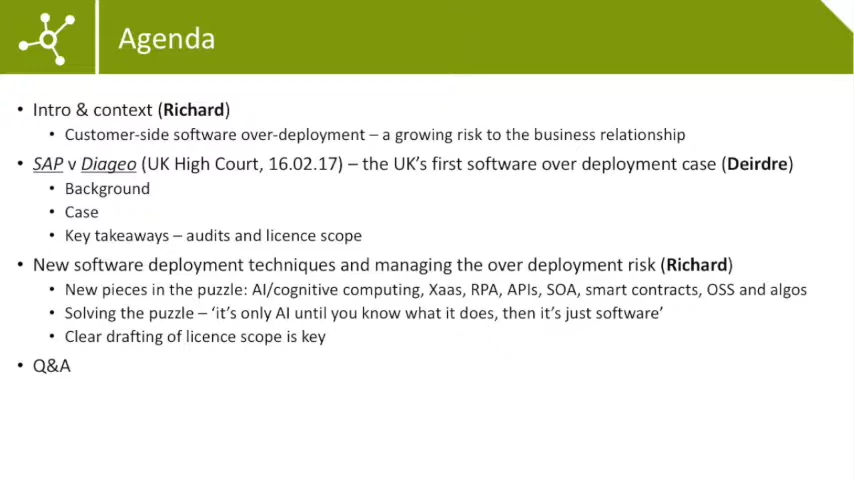 Agenda
• Intro & context (Richard)
• Customer-side software over-deployment – a growing risk to the business relationship
• SAP v Diageo (UK High Court, 16.02.17) – the UK's first software over deployment case (Deirdre)
• Background
• Case
• Key takeaways – audits and licence scope
• New software deployment techniques and managing the over deployment risk (Richard)
• New pieces in the puzzle: AI/cognitive computing, Xaas, RPA, APIs, SOA, smart contracts, OSS and algos
• Solving the puzzle – 'it's only AI until you know what it does, then it's just software'
• Clear drafting of licence scope is key
• Q&A